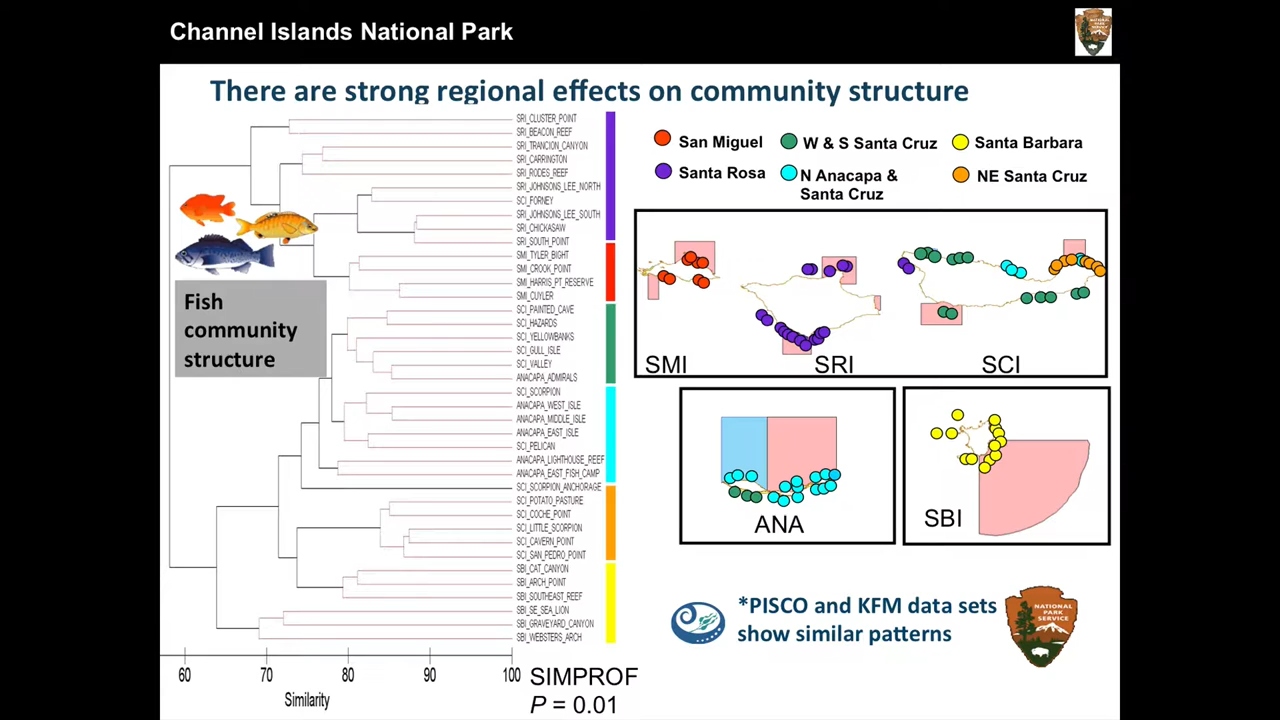 Channel Islands National Park
There are strong regional effects on community structure
SRI_CLUSTER_POINT
SRI_BEACON_REEF
SRI_TRANCION_CANYON
SRI_CARRINGTON
SRI_RODES_REEF
SRI_JOHNSONS_LEE_NORTH
SCI_FORNEY
SRI_JOHNSONS_LEE_SOUTH
SRI_CHICKASAW
SRI_SOUTH_POINT
SMI_TYLER_BIGHT
SMI_CROOK_POINT
SMI_HARRIS_PT_RESERVE
SMI_CUYLER
SCI_PAINTED_CAVE
SCI_HAZARDS
SCI_YELLOWBANKS
SCI_GULL_ISLE
SCI_VALLEY
ANACAPA_ADMIRALS
SCI_SCORPION
ANACAPA_WEST_ISLE
ANACAPA_MIDDLE_ISLE
ANACAPA_EAST_ISLE
SCI_PELICAN
ANACAPA_LIGHTHOUSE_REEF
ANACAPA_EAST_FISH_CAMP
SCI_SCORPION_ANCHORAGE
SCI_POTATO_PASTURE
SCI_COCHE_POINT
SCI_LITTLE_SCORPION
SCI_CAVERN_POINT
SCI_SAN_PEDRO_POINT
SBI_CAT_CANYON
SBI_ARCH_POINT
SBI_SOUTHEAST_REEF
SBI_SE_SEA_LION
SBI_GRAVEYARD_CANYON
SBI_WEBSTERS_ARCH
Fish
community
structure
60 70 80 90 100
Similarity
SIMPROF
P = 0.01
San Miguel
W & S Santa Cruz
Santa Barbara
Santa Rosa
N Anacapa &
Santa Cruz
NE Santa Cruz
SMI
SRI
SCI
ANA
SBI
*PISCO and KFM data sets
show similar patterns
NATIONAL
PARK
SERVICE